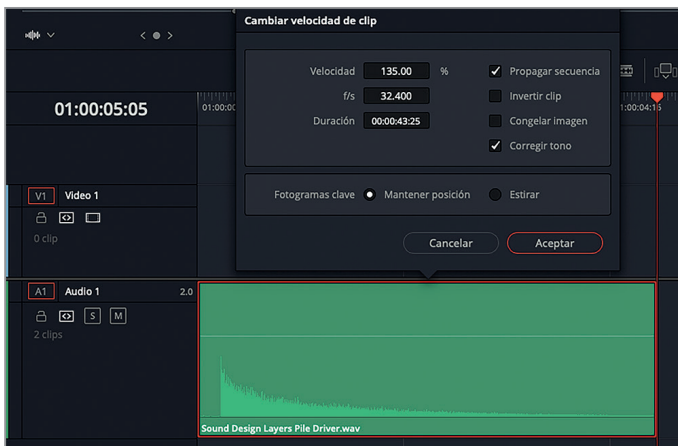 Cambiar velocidad de clip
Velocidad 135.00 % Propagar secuencia
f/s 32.400 Invertir clip
Duración 00:00:43:25 Congelar imagen
Corregir tono
Fotogramas clave Mantener posición Estirar
Cancelar Aceptar
01:00:05:05
01:00:00
1:00:04:15
V1 Video 1
0 clip
A1 Audio 1 2.0
S M
2 clips
Sound Design Layers Pile Driver.wav